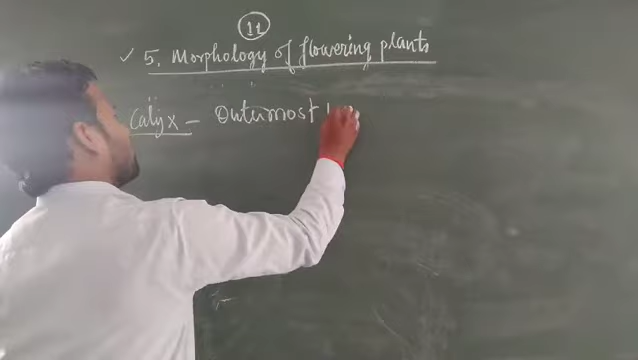 11
✓ 5. Morphology of flowering plants
Calyx - Outermost